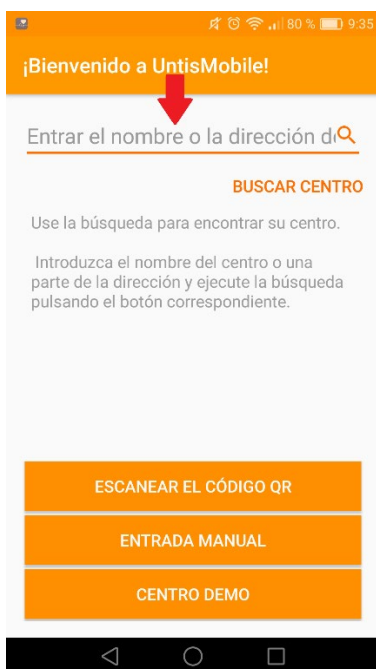 80 % 9:35
¡Bienvenido a UntisMobile!
Entrar el nombre o la dirección d
BUSCAR CENTRO
Use la búsqueda para encontrar su centro.
Introduzca el nombre del centro o una
parte de la dirección y ejecute la búsqueda
pulsando el botón correspondiente.
ESCANEAR EL CÓDIGO QR
ENTRADA MANUAL
CENTRO DEMO